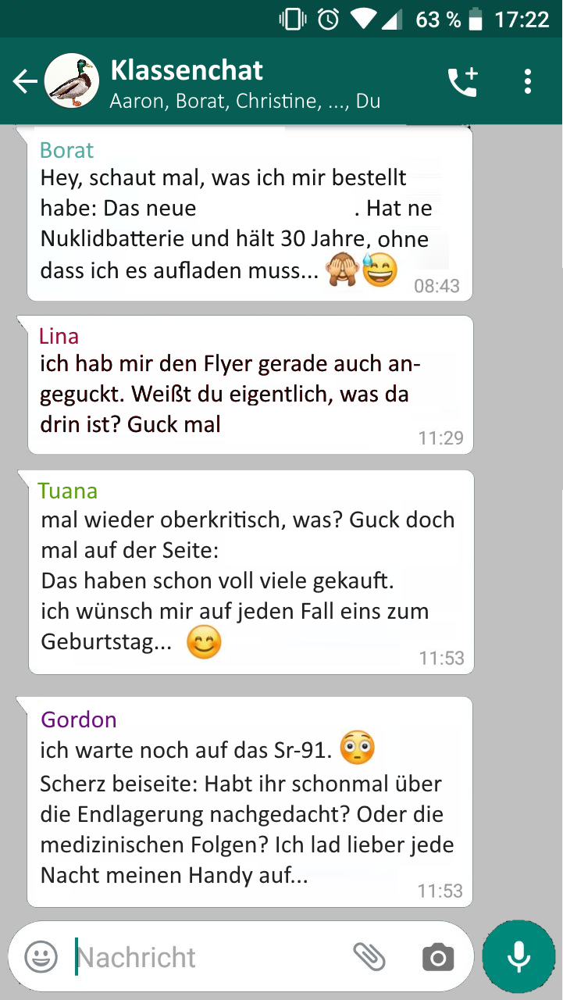 63 % 17:22
Klassenchat
Aaron, Borat, Christine, ..., Du
Borat
Hey, schaut mal, was ich mir bestellt
habe: Das neue . Hat ne
Nuklidbatterie und hält 30 Jahre, ohne
dass ich es aufladen muss...
08:43
Lina
ich hab mir den Flyer gerade auch an-
geguckt. Weißt du eigentlich, was da
drin ist? Guck mal
11:29
Tuana
mal wieder oberkritisch, was? Guck doch
mal auf der Seite:
Das haben schon voll viele gekauft.
ich wünsch mir auf jeden Fall eins zum
Geburtstag...
11:53
Gordon
ich warte noch auf das Sr-91.
Scherz beiseite: Habt ihr schonmal über
die Endlagerung nachgedacht? Oder die
medizinischen Folgen? Ich lad lieber jede
Nacht meinen Handy auf...
11:53
Nachricht